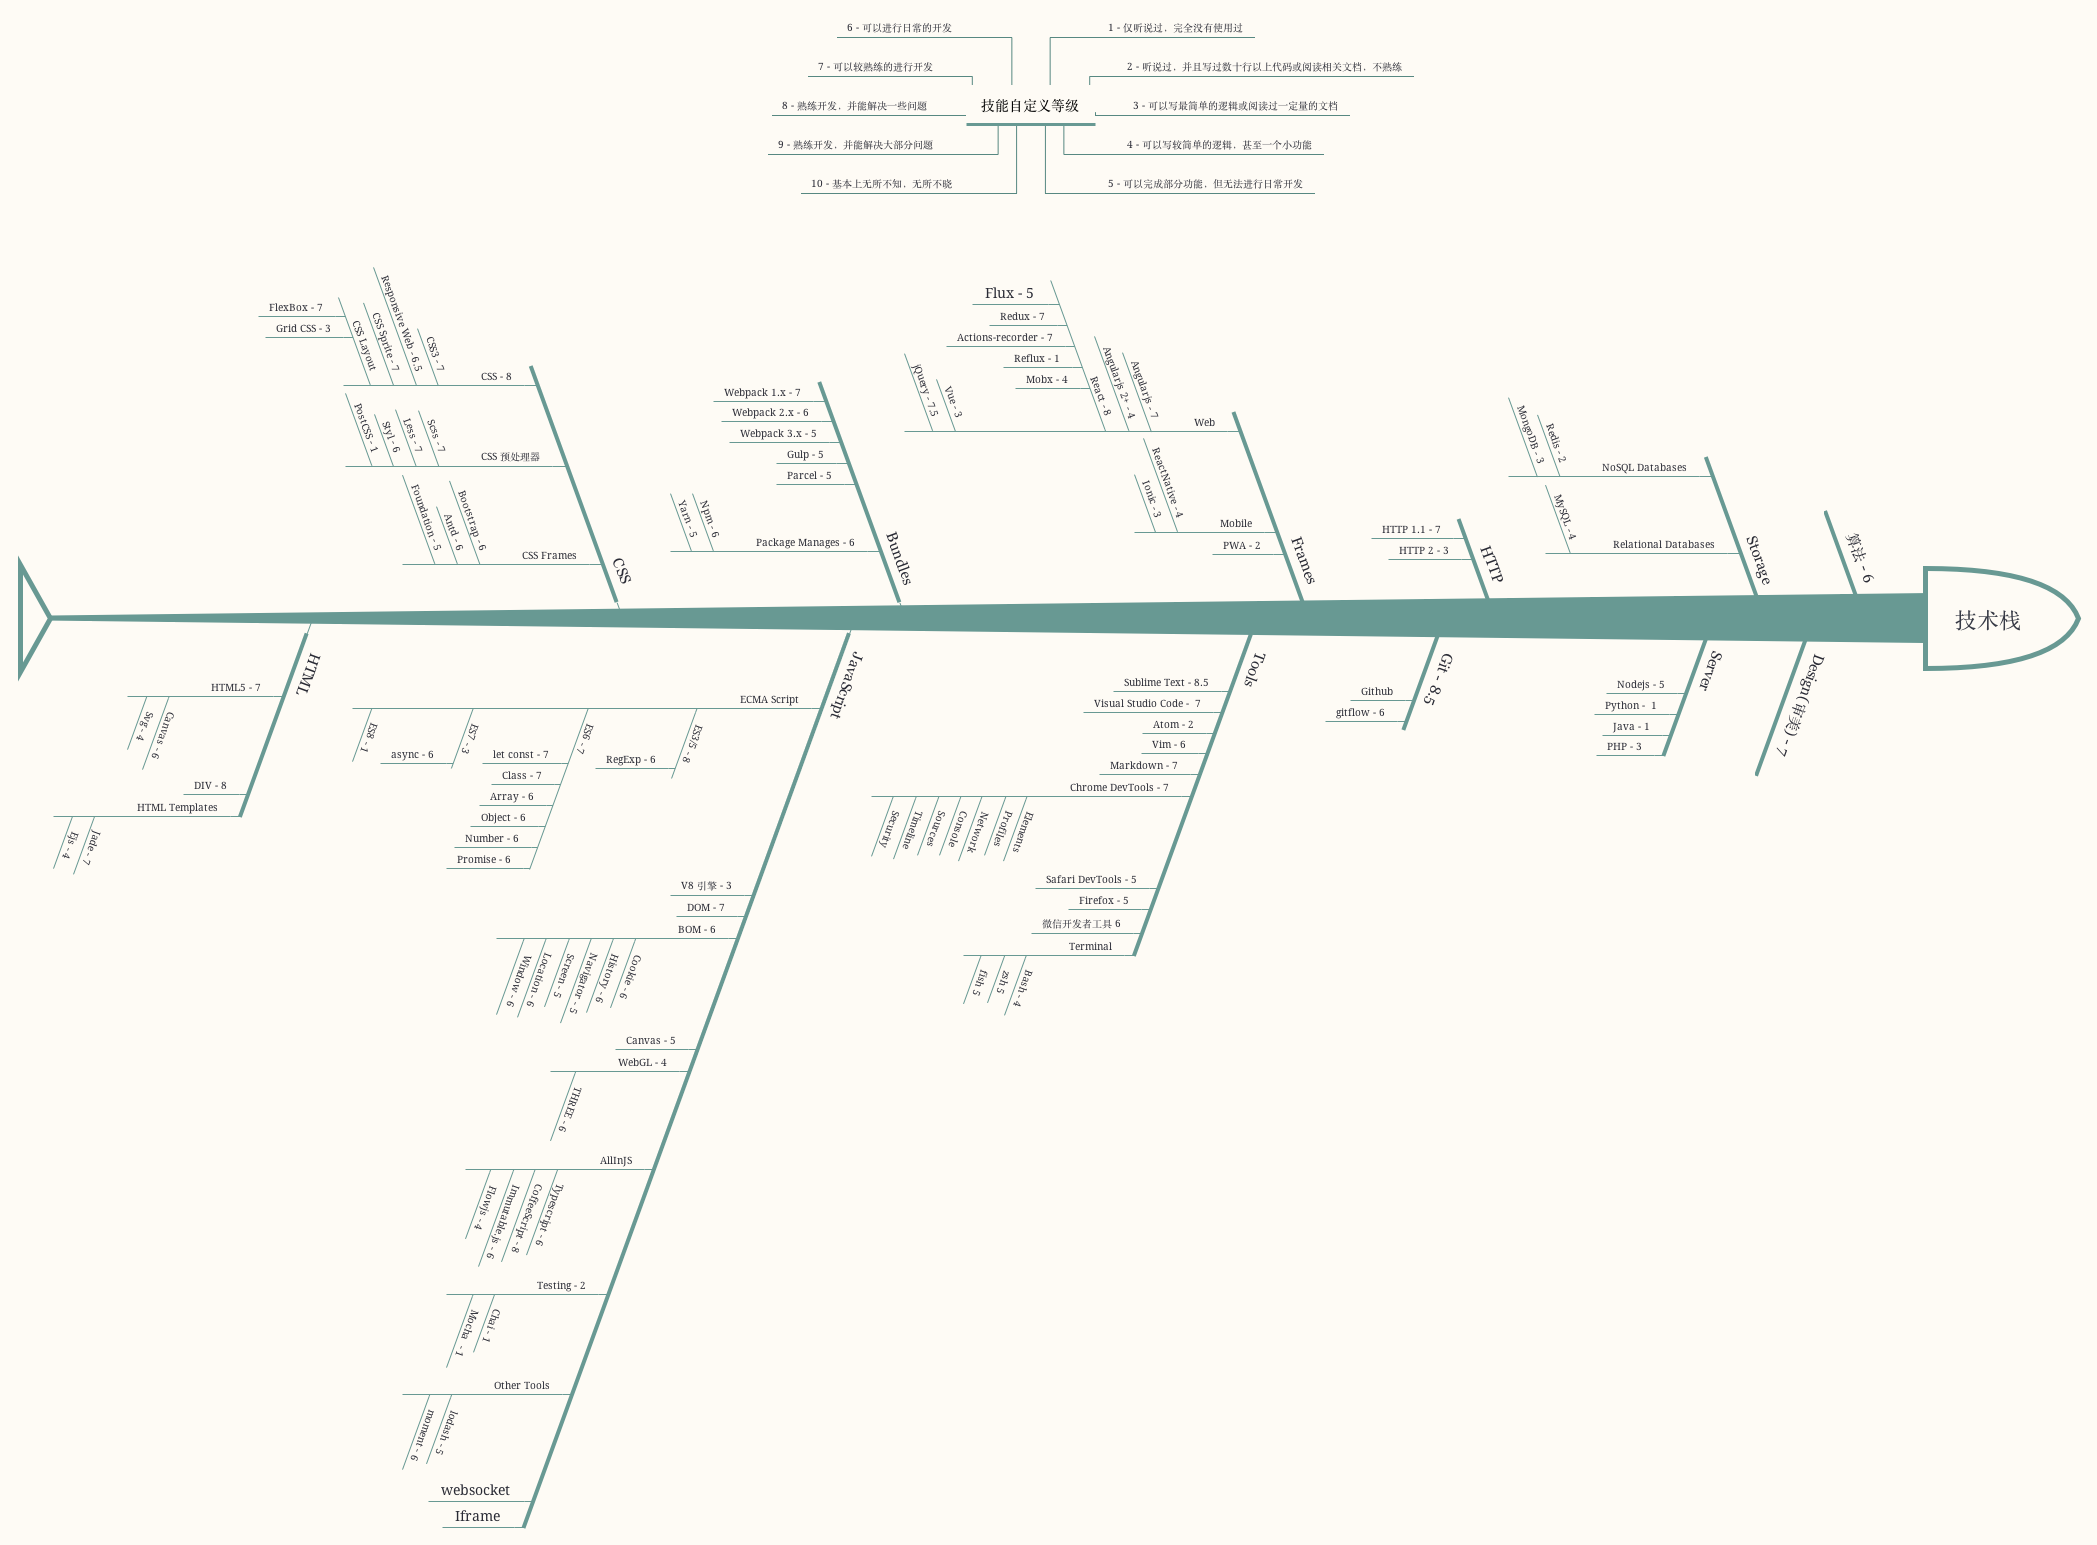 6 - 可以进行日常的开发
7 - 可以较熟练的进行开发
8 - 熟练开发，并能解决一些问题
9 - 熟练开发，并能解决大部分问题
10 - 基本上无所不知，无所不晓
技能自定义等级
1 - 仅听说过，完全没有使用过
2 - 听说过，并且写过数十行以上代码或阅读相关文档，不熟练
3 - 可以写最简单的逻辑或阅读过一定量的文档
4 - 可以写较简单的逻辑，甚至一个小功能
5 - 可以完成部分功能，但无法进行日常开发
FlexBox - 7
Grid CSS - 3
CSS Layout
CSS Sprite - 7
Responsive Web - 6.5
CSS3 - 7
CSS - 8
PostCSS - 1
Styl - 6
Less - 7
Scss - 7
CSS 预处理器
Foundation - 5
Antd - 6
Bootstrap - 6
CSS Frames
CSS
Webpack 1.x - 7
Webpack 2.x - 6
Webpack 3.x - 5
Gulp - 5
Parcel - 5
Yarn - 5
Npm - 6
Package Manages - 6
Bundles
Flux - 5
Redux - 7
Actions-recorder - 7
Reflux - 1
Mobx - 4
jQuery - 7.5
Vue - 3
React - 8
Angularjs 2+ - 4
Angularjs - 7
Web
Ionic - 3
ReactNative - 4
Mobile
PWA - 2
Frames
HTTP 1.1 - 7
HTTP 2 - 3
HTTP
MongoDB - 3
Redis - 2
NoSQL Databases
MySQL - 4
Relational Databases
Storage
算法 - 6
技术栈
HTML
HTML5 - 7
Svg - 4
Canvas - 6
DIV - 8
HTML Templates
Ejs - 4
Jade - 7
JavaScript
ECMA Script
ES8 - 1
ES7 - 3
async - 6
ES6 - 7
let const - 7
Class - 7
Array - 6
Object - 6
Number - 6
Promise - 6
ES3/5 - 8
RegExp - 6
V8 引擎 - 3
DOM - 7
BOM - 6
Window - 6
Location - 6
Screen - 5
Navigator - 5
History - 6
Cookie - 6
Canvas - 5
WebGL - 4
THREE - 6
AllInJS
Flowjs - 4
Immutable.js - 6
CoffeeScript - 8
Typescript - 6
Testing - 2
Mocha - 1
Chai - 1
Other Tools
moment - 6
lodash - 5
websocket
Iframe
Tools
Sublime Text - 8.5
Visual Studio Code - 7
Atom - 2
Vim - 6
Markdown - 7
Chrome DevTools - 7
Security
Timeline
Sources
Console
Network
Profiles
Elements
Safari DevTools - 5
Firefox - 5
微信开发者工具 6
Terminal
fish 5
zsh 5
Bash - 4
Git - 8.5
Github
gitflow - 6
Server
Nodejs - 5
Python - 1
Java - 1
PHP - 3
Design(审美) - 7